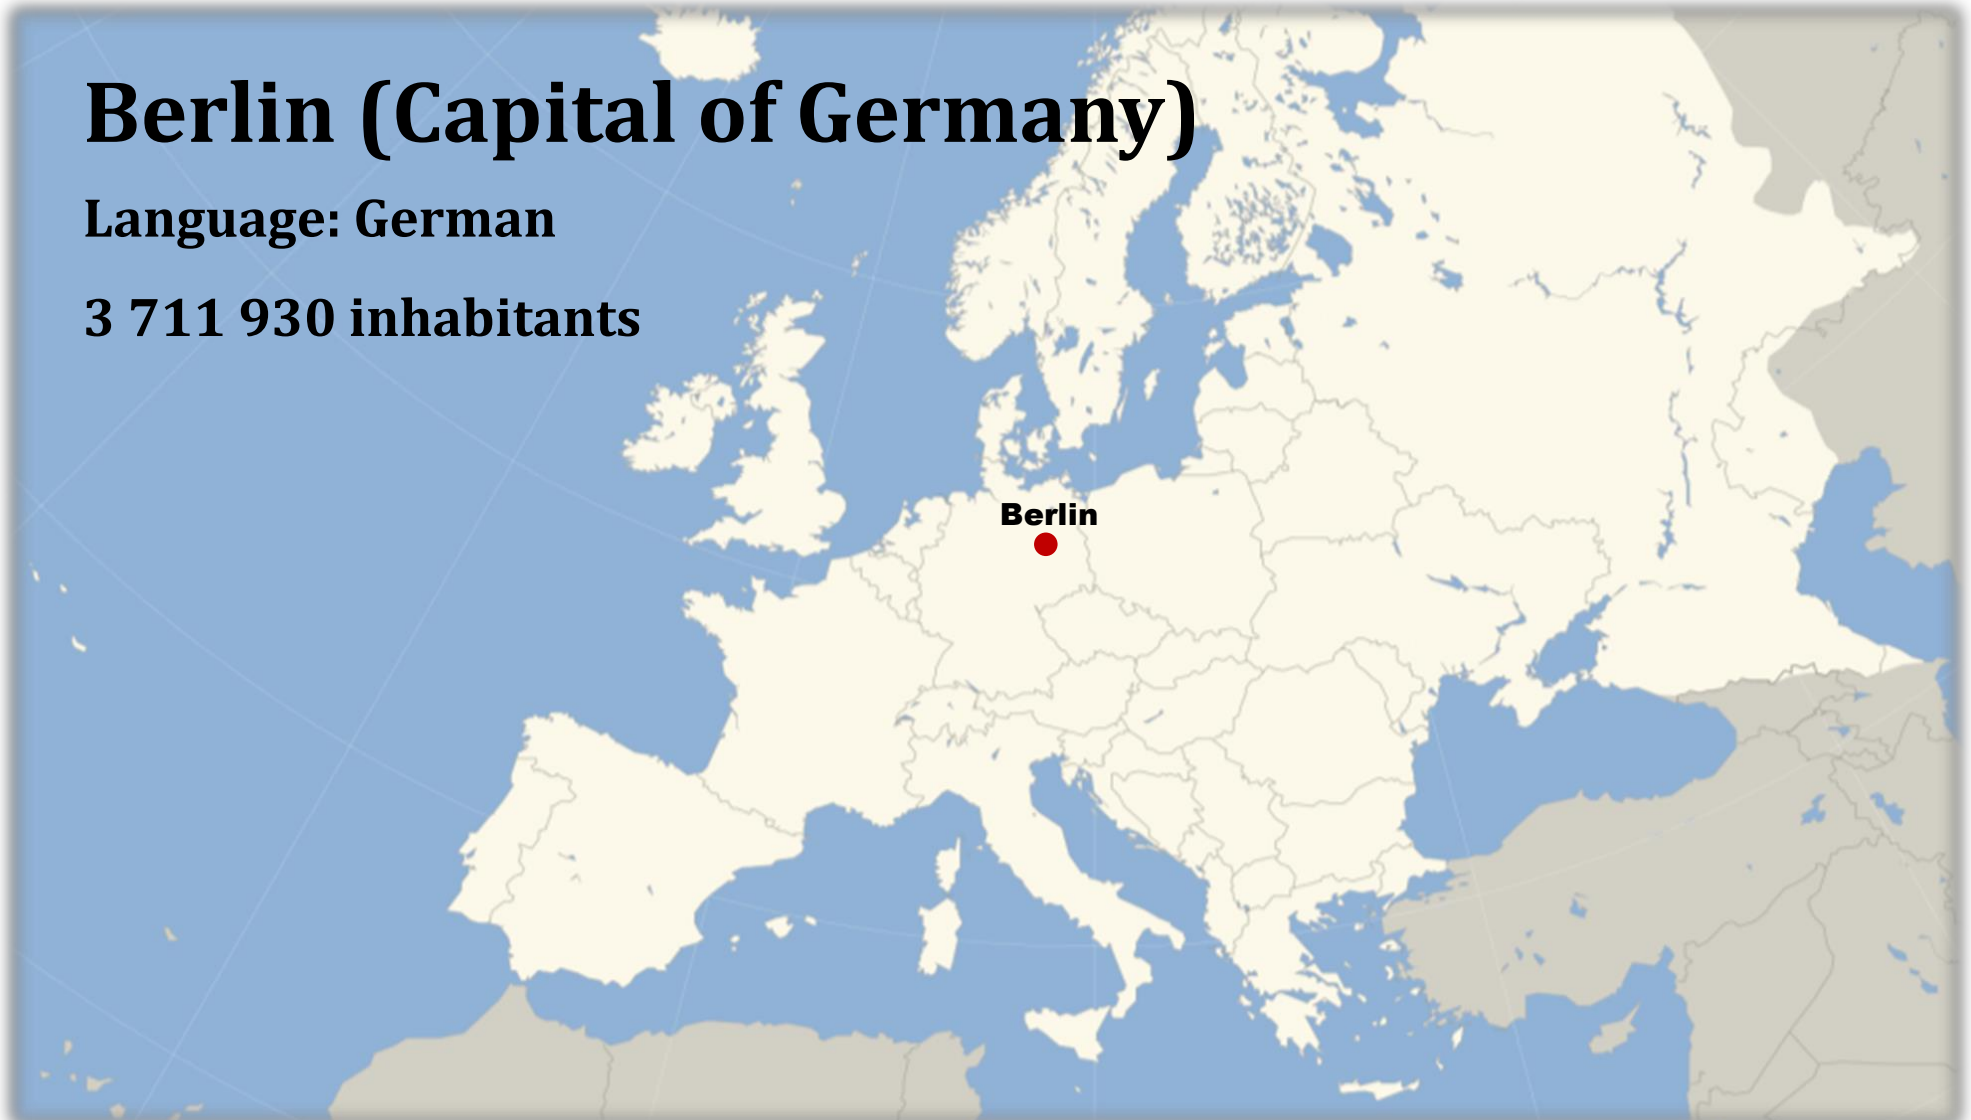 Berlin (Capital of Germany)
Language: German
3 711 930 inhabitants
Berlin